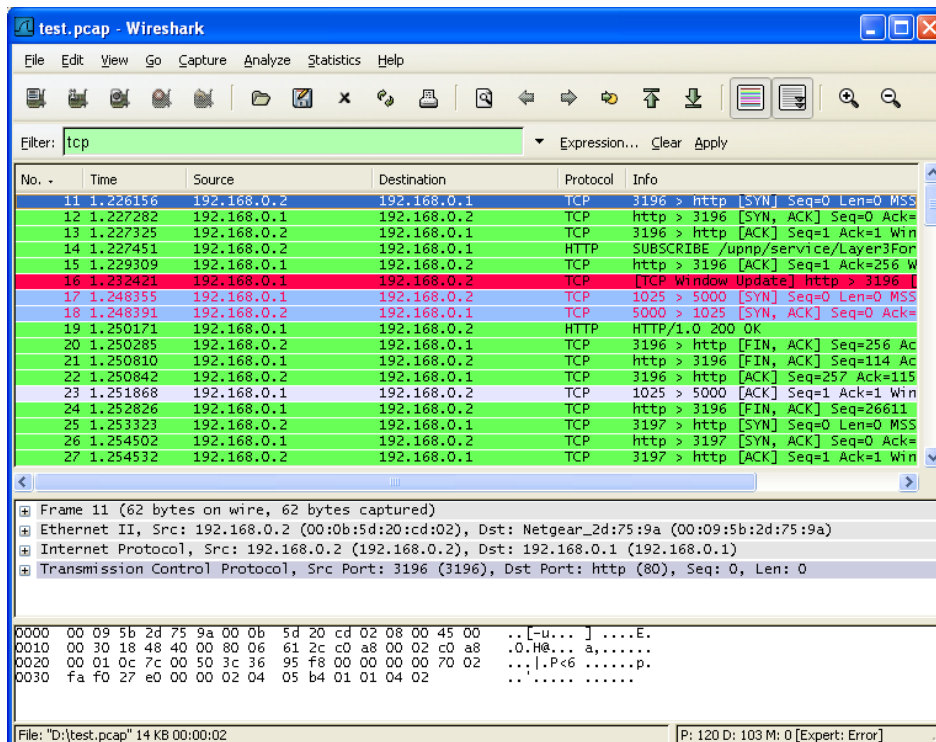 test.pcap - Wireshark
File Edit View Go Capture Analyze Statistics Help
Filter: tcp Expression... Clear Apply
No. Time Source Destination Protocol Info
11 1.226156 192.168.0.2 192.168.0.1 TCP 3196 > http [SYN] Seq=0 Len=0 MSS
12 1.227282 192.168.0.1 192.168.0.2 TCP http > 3196 [SYN, ACK] Seq=0 Ack=
13 1.227325 192.168.0.2 192.168.0.1 TCP 3196 > http [ACK] Seq=1 Ack=1 Win
14 1.227451 192.168.0.2 192.168.0.1 HTTP SUBSCRIBE /upnp/service/Layer3For
15 1.229309 192.168.0.1 192.168.0.2 TCP http > 3196 [ACK] Seq=1 Ack=256 W
16 1.232421 192.168.0.1 192.168.0.2 TCP [TCP Window Update] http > 3196 [
17 1.248355 192.168.0.1 192.168.0.2 TCP 1025 > 5000 [SYN] Seq=0 Len=0 MSS
18 1.248391 192.168.0.2 192.168.0.1 TCP 5000 > 1025 [SYN, ACK] Seq=0 Ack=
19 1.250171 192.168.0.1 192.168.0.2 HTTP HTTP/1.0 200 OK
20 1.250285 192.168.0.2 192.168.0.1 TCP 3196 > http [FIN, ACK] Seq=256 Ac
21 1.250810 192.168.0.1 192.168.0.2 TCP http > 3196 [FIN, ACK] Seq=114 Ac
22 1.250842 192.168.0.2 192.168.0.1 TCP 3196 > http [ACK] Seq=257 Ack=115
23 1.251868 192.168.0.1 192.168.0.2 TCP 1025 > 5000 [ACK] Seq=1 Ack=1 Win
24 1.252826 192.168.0.1 192.168.0.2 TCP http > 3196 [FIN, ACK] Seq=26611
25 1.253323 192.168.0.2 192.168.0.1 TCP 3197 > http [SYN] Seq=0 Len=0 MSS
26 1.254502 192.168.0.1 192.168.0.2 TCP http > 3197 [SYN, ACK] Seq=0 Ack=
27 1.254532 192.168.0.2 192.168.0.1 TCP 3197 > http [ACK] Seq=1 Ack=1 Win
Frame 11 (62 bytes on wire, 62 bytes captured)
Ethernet II, Src: 192.168.0.2 (00:0b:5d:20:cd:02), Dst: Netgear_2d:75:9a (00:09:5b:2d:75:9a)
Internet Protocol, Src: 192.168.0.2 (192.168.0.2), Dst: 192.168.0.1 (192.168.0.1)
Transmission Control Protocol, Src Port: 3196 (3196), Dst Port: http (80), Seq: 0, Len: 0
0000 00 09 5b 2d 75 9a 00 0b 5d 20 cd 02 08 00 45 00 ..[-u... ] ....E.
0010 00 30 18 48 40 00 80 06 61 2c c0 a8 00 02 c0 a8 .0.H@... a,......
0020 00 01 0c 7c 00 50 3c 36 95 f8 00 00 00 00 70 02 ...|.P<6 ......p.
0030 fa f0 27 e0 00 00 02 04 05 b4 01 01 04 02 ..'..... ......
File: "D:\test.pcap" 14 KB 00:00:02 P: 120 D: 103 M: 0 [Expert: Error]